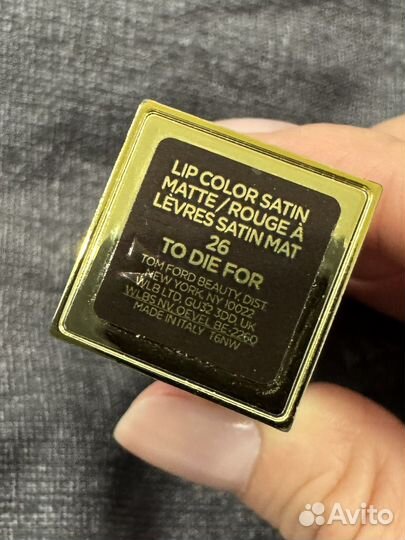 LIP COLOR SATIN
MATTE / ROUGE À
LÈVRES SATIN MAT
26
TO DIE FOR
TOM FORD BEAUTY, DIST.
NEW YORK, NY 10022
WLB LTD, GU32 3DD UK
WLBS NV, OEVEL BE-2260
MADE IN ITALY T6NW
Avito